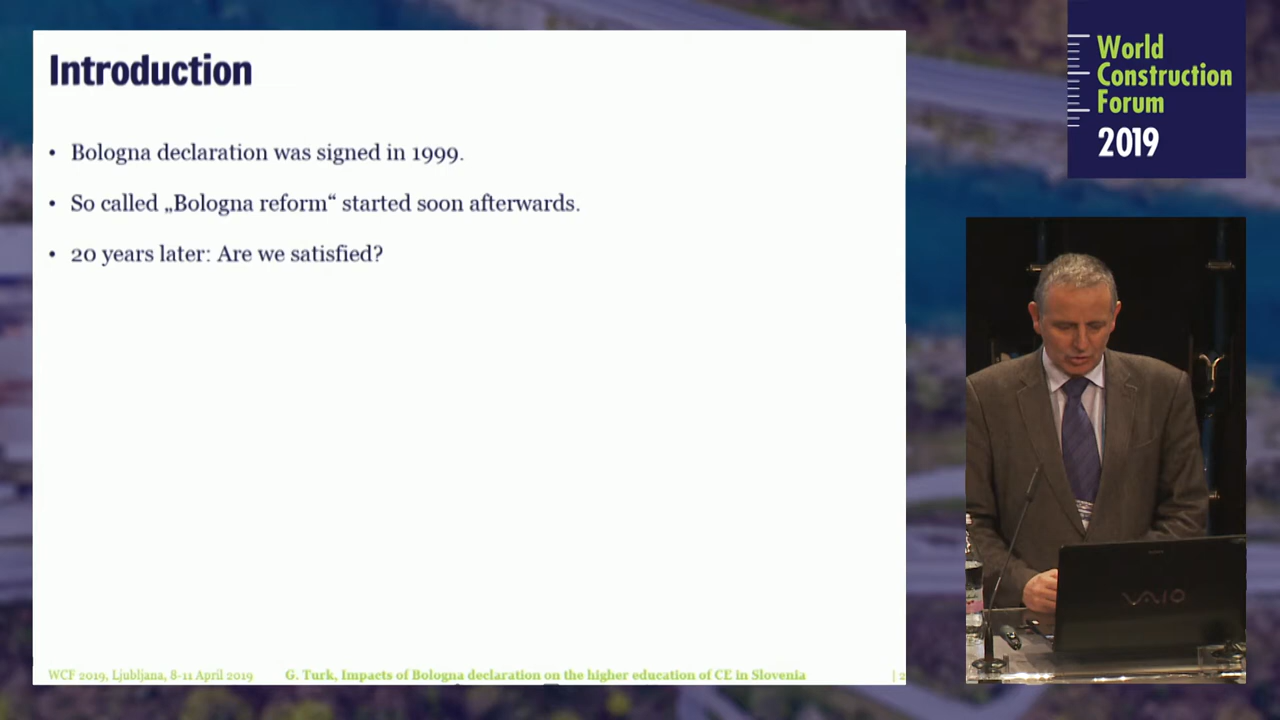 Introduction
• Bologna declaration was signed in 1999.
• So called „Bologna reform“ started soon afterwards.
• 20 years later: Are we satisfied?
WCF 2019, Ljubljana, 8-11 April 2019 G. Turk, Impacts of Bologna declaration on the higher education of CE in Slovenia | 2
World
Construction
Forum
2019
VAIO